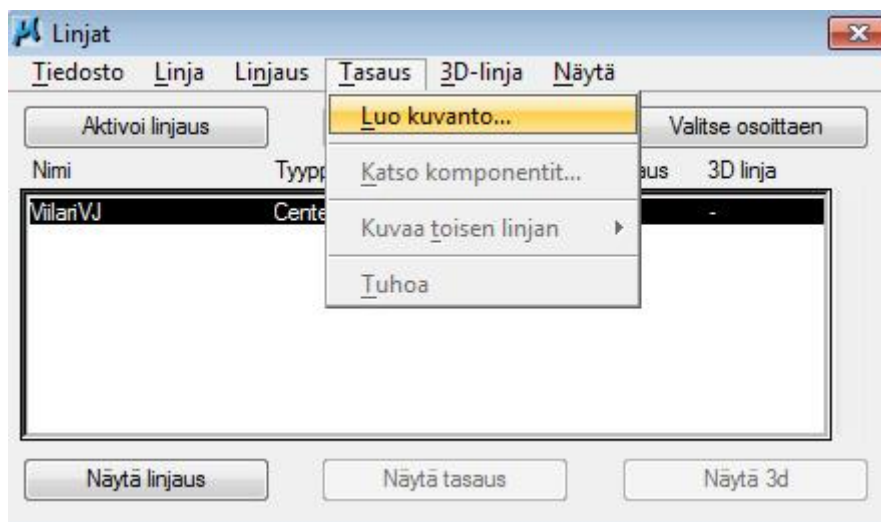 Linjat
Tiedosto Linja Linjaus Tasaus 3D-linja Näytä
Aktivoi linjaus Luo kuvanto... Valitse osoittaen
Nimi Katso komponentit... 3D linja
ViilariVJ -
Kuvaa toisen linjan
Tuhoa
Näytä linjaus Näytä tasaus Näytä 3d